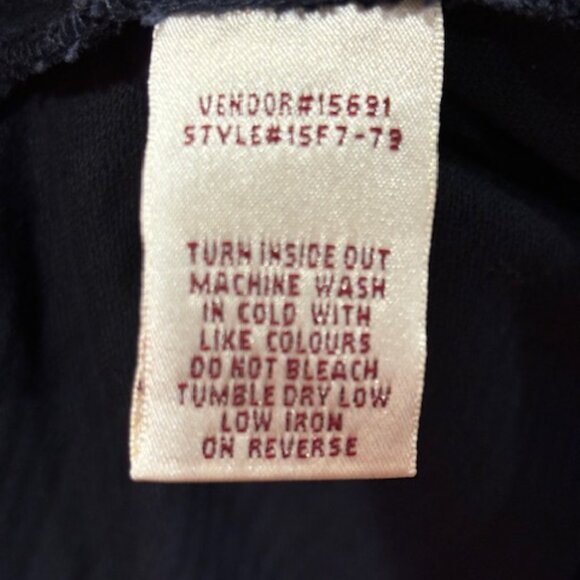 VENDOR#15691
STYLE#15F7-79
TURN INSIDE OUT
MACHINE WASH
IN COLD WITH
LIKE COLOURS
DO NOT BLEACH
TUMBLE DRY LOW
LOW IRON
ON REVERSE